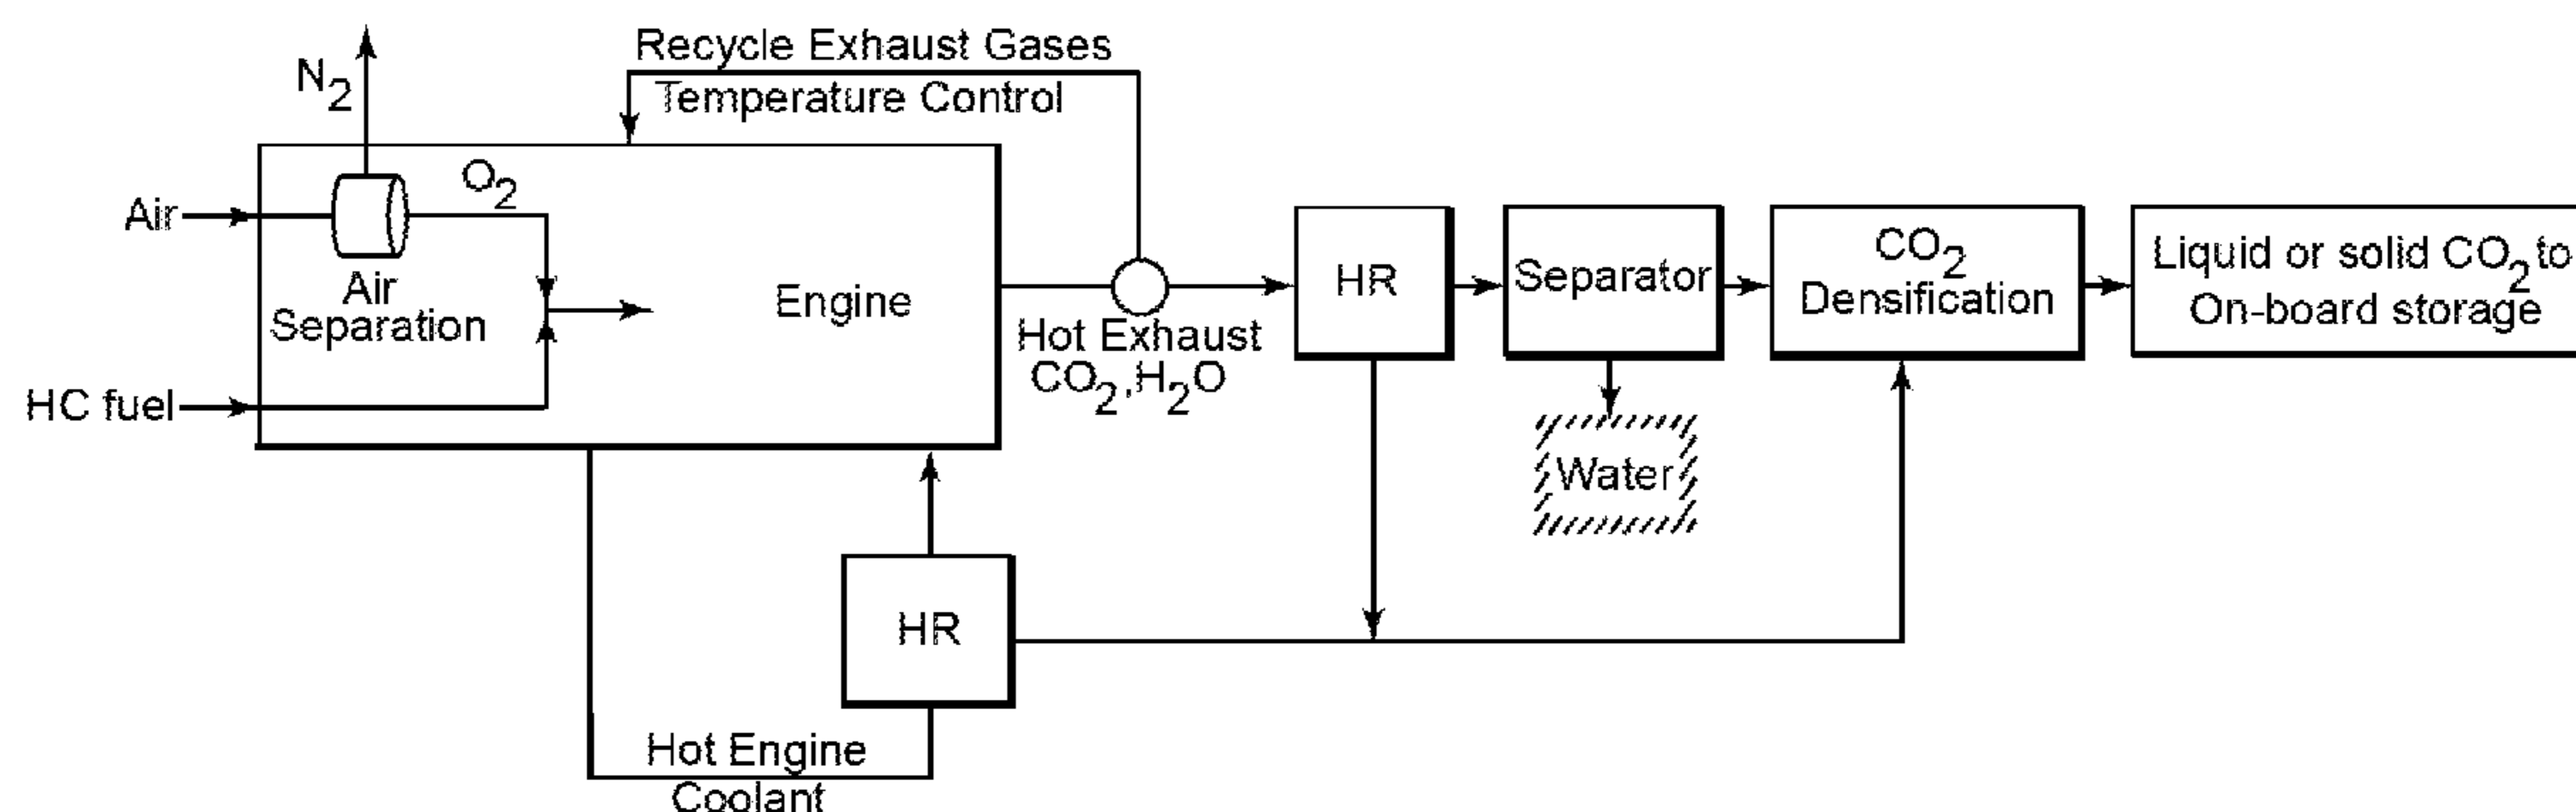 Recycle Exhaust Gases
Temperature Control
N2
O2
Air
Air
Separation
Engine
HC fuel
Hot Exhaust
CO2,H2O
HR
Separator
CO2
Densification
Liquid or solid CO2 to
On-board storage
Water
HR
Hot Engine
Coolant